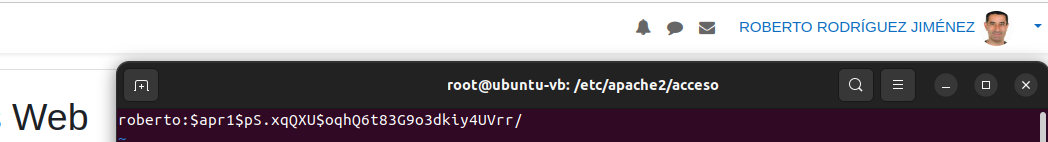 ROBERTO RODRÍGUEZ JIMÉNEZ
s Web
root@ubuntu-vb: /etc/apache2/acceso
roberto:$apr1$pS.xqQXU$oqhQ6t83G9o3dkiy4UVrr/
~